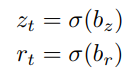 z_t = σ(b_z)
r_t = σ(b_r)